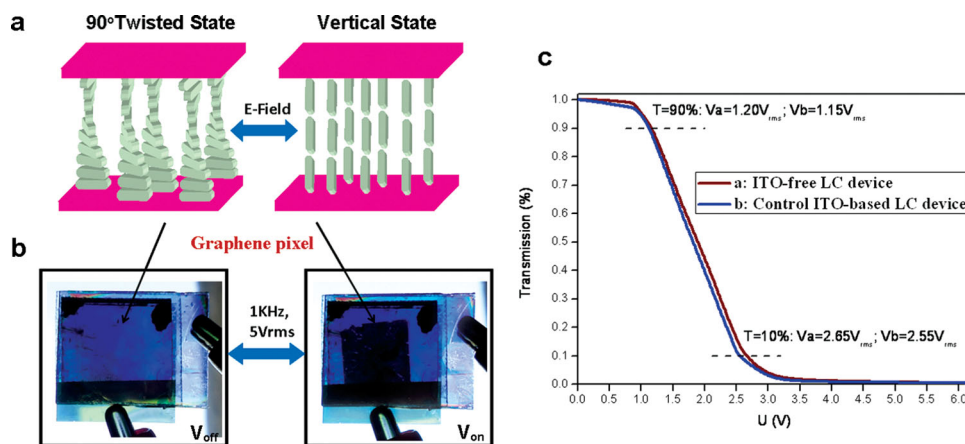 a
90°Twisted State
Vertical State
E-Field
Graphene pixel
b
1KHz,
5Vrms
Voff
Von
c
Transmission (%)
1.0
0.9
0.8
0.7
0.6
0.5
0.4
0.3
0.2
0.1
0.0
T=90%: Va=1.20Vrms; Vb=1.15V
a: ITO-free LC device
b: Control ITO-based LC device
T=10%: Va=2.65Vrms; Vb=2.55Vrms
0.0 0.5 1.0 1.5 2.0 2.5 3.0 3.5 4.0 4.5 5.0 5.5 6.0
U (V)